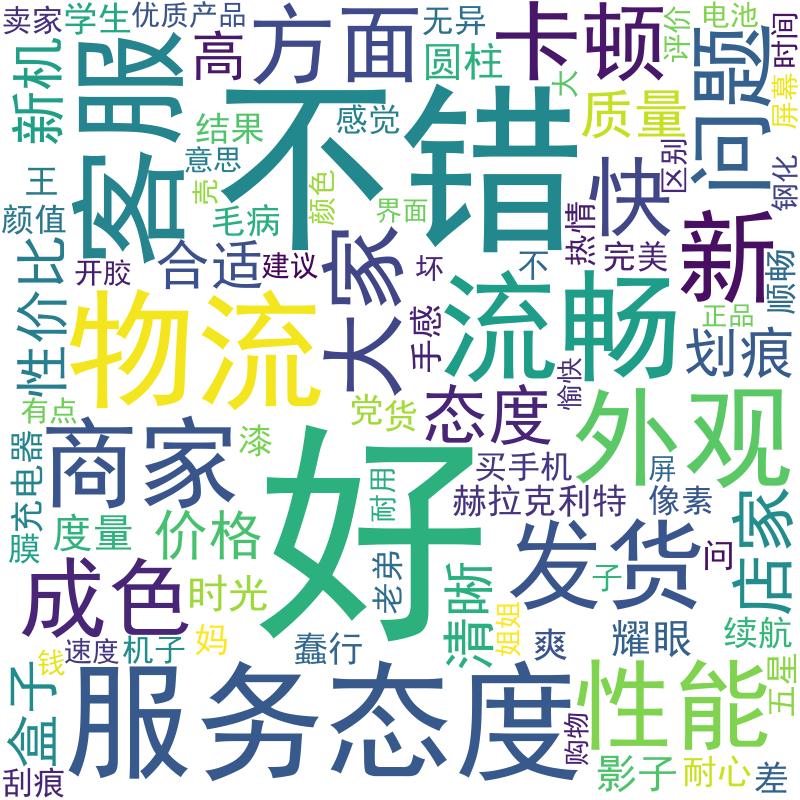 卖家
学生
优质产品
无异
评价
电池
时间
高
方面
卡顿
圆柱
大
质量
问题
屏幕
新机
客服
不错
感觉
结果
意思
壳
颜色
毛病
界面
快
区别
钢化
王
颜值
性价比
开胶
合适
建议
大家
手感
坏
不
热情
完美
新
顺畅
正品
物流
流畅
划痕
愉快
有点
商家
漆
党
货
态度
外观
充电器
膜
度量
价格
好
耐用
买手机
屏
赫拉克利特
像素
店家
成色
时光
老弟
清晰
发货
子
问
姐姐
爽
耀眼
续航
钱
速度
机子
妈
蠢行
盒子
服务态度
性能
五星
购物
刮痕
影子
耐心
差